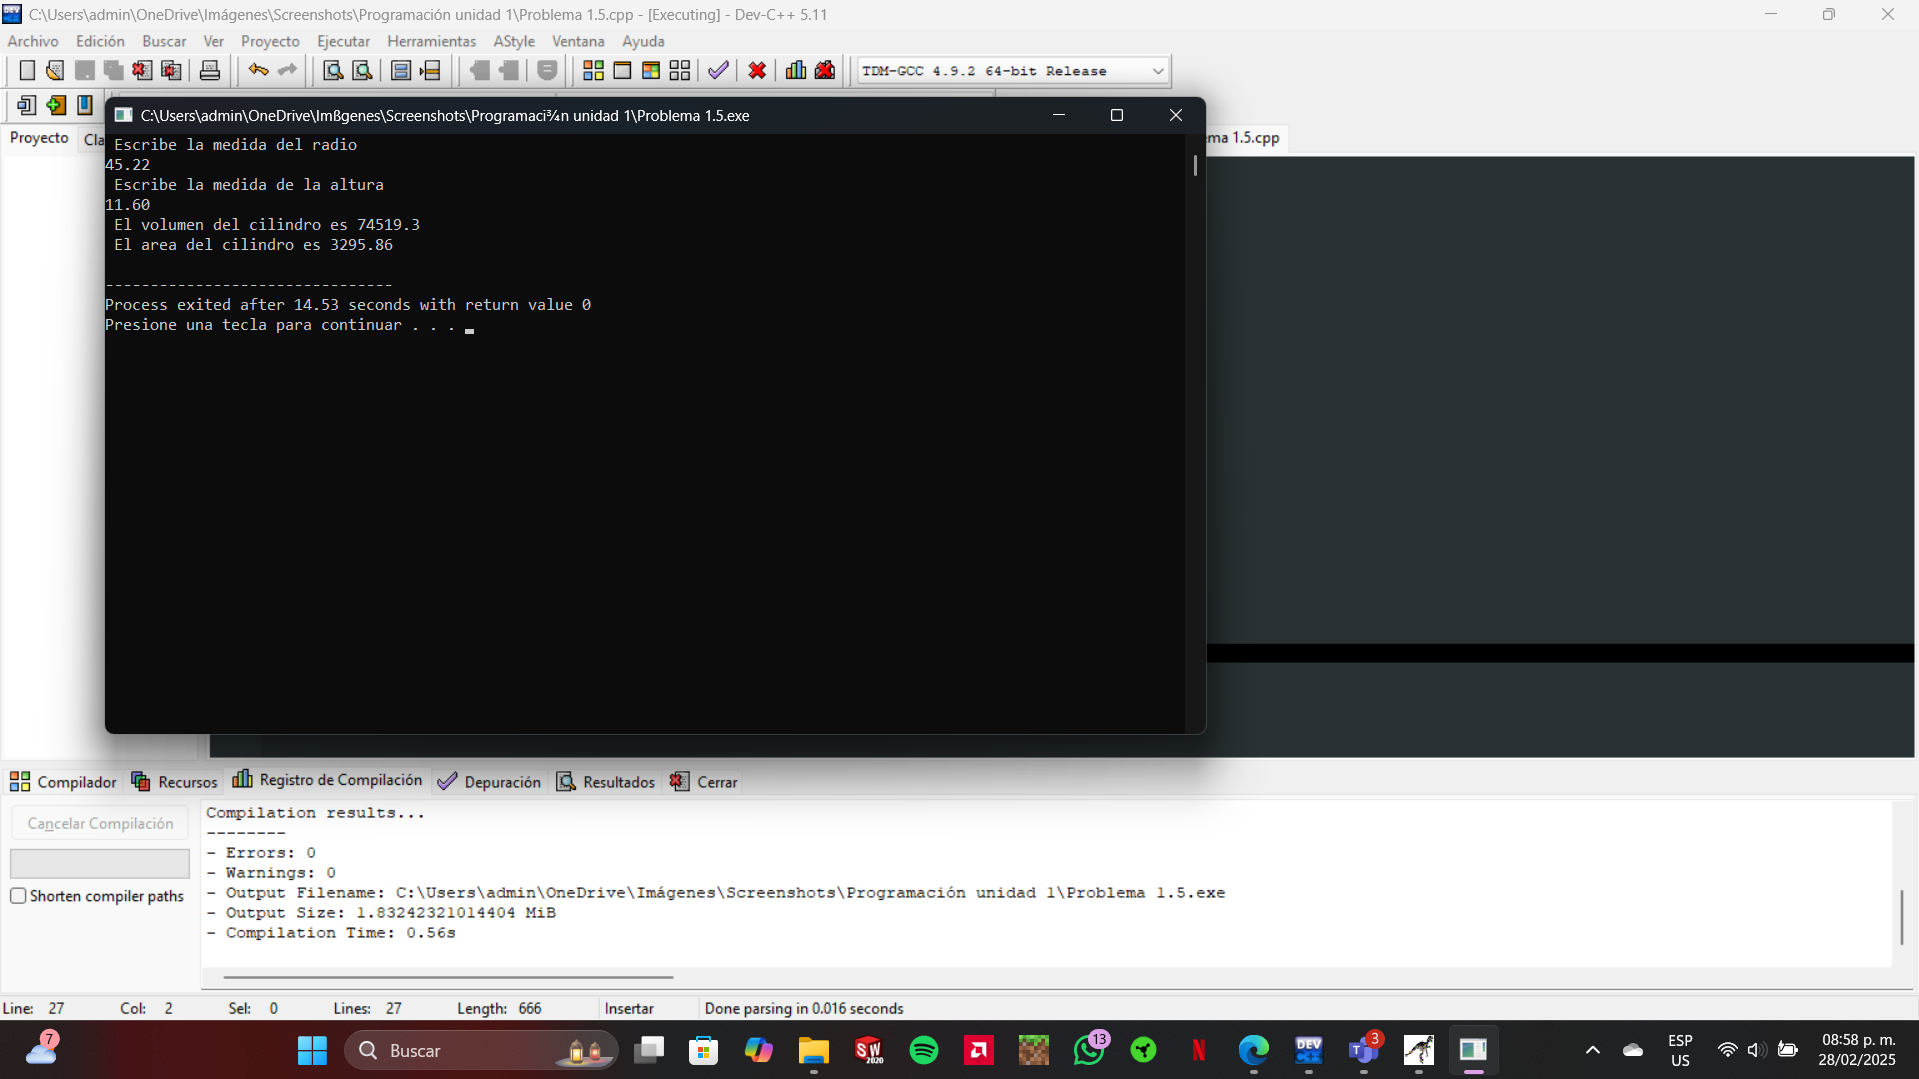 C:\Users\admin\OneDrive\Imágenes\Screenshots\Programación unidad 1\Problema 1.5.cpp - [Executing] - Dev-C++ 5.11
Archivo Edición Buscar Ver Proyecto Ejecutar Herramientas AStyle Ventana Ayuda
TDM-GCC 4.9.2 64-bit Release
C:\Users\admin\OneDrive\Imßgenes\Screenshots\Programaci¾n unidad 1\Problema 1.5.exe
Proyecto Cla
ma 1.5.cpp
Escribe la medida del radio
45.22
Escribe la medida de la altura
11.60
El volumen del cilindro es 74519.3
El area del cilindro es 3295.86
--------------------------------
Process exited after 14.53 seconds with return value 0
Presione una tecla para continuar . . .
Compilador Recursos Registro de Compilación Depuración Resultados Cerrar
Cancelar Compilación
Shorten compiler paths
Compilation results...
--------
- Errors: 0
- Warnings: 0
- Output Filename: C:\Users\admin\OneDrive\Imágenes\Screenshots\Programación unidad 1\Problema 1.5.exe
- Output Size: 1.83242321014404 MiB
- Compilation Time: 0.56s
Line: 27 Col: 2 Sel: 0 Lines: 27 Length: 666 Insertar Done parsing in 0.016 seconds
7
Buscar
SW 2020
13
N
DEV
T 3
ESP
US
08:58 p. m.
28/02/2025